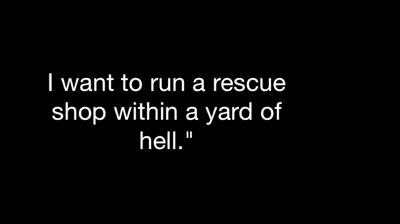 I want to run a rescue
shop within a yard of
hell."